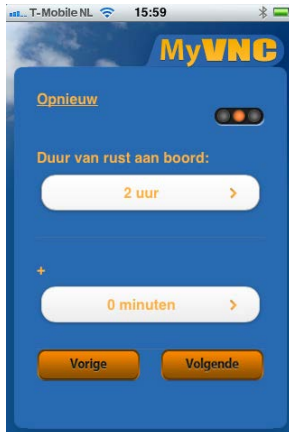 T-Mobile NL 15:59
MyVNC
Opnieuw
Duur van rust aan boord:
2 uur
+
0 minuten
Vorige Volgende